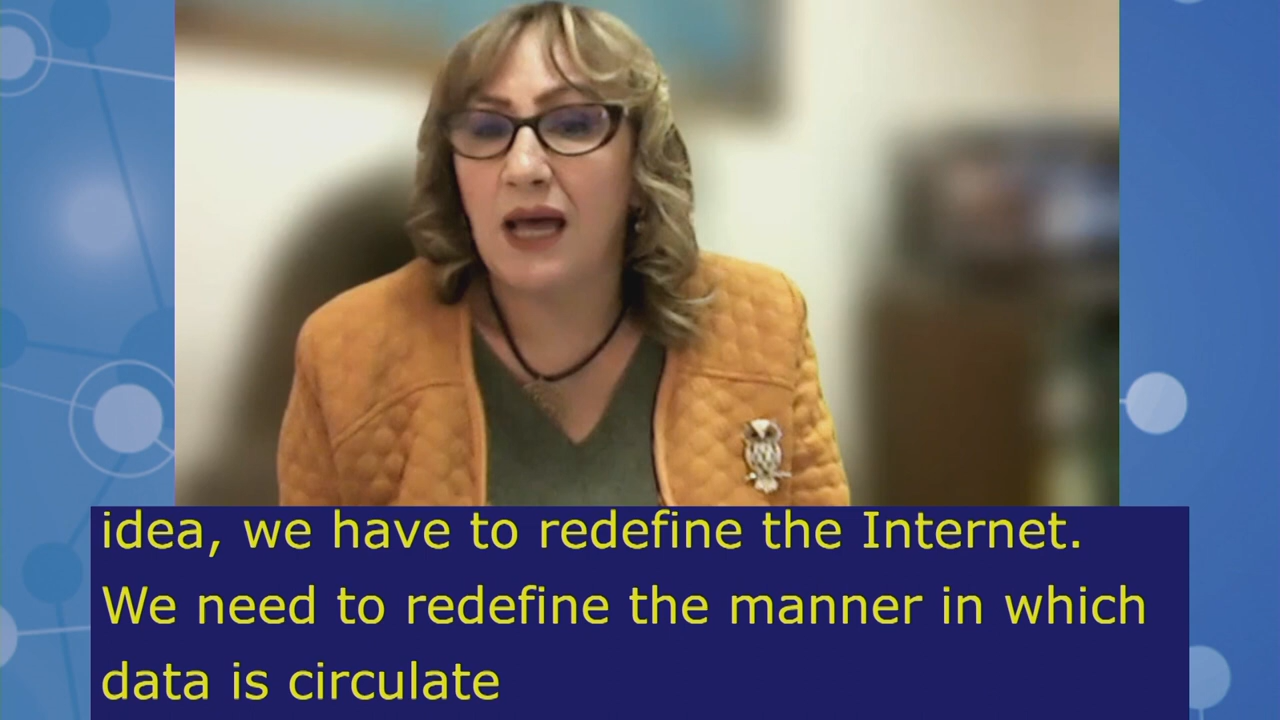 idea, we have to redefine the Internet.
We need to redefine the manner in which
data is circulate